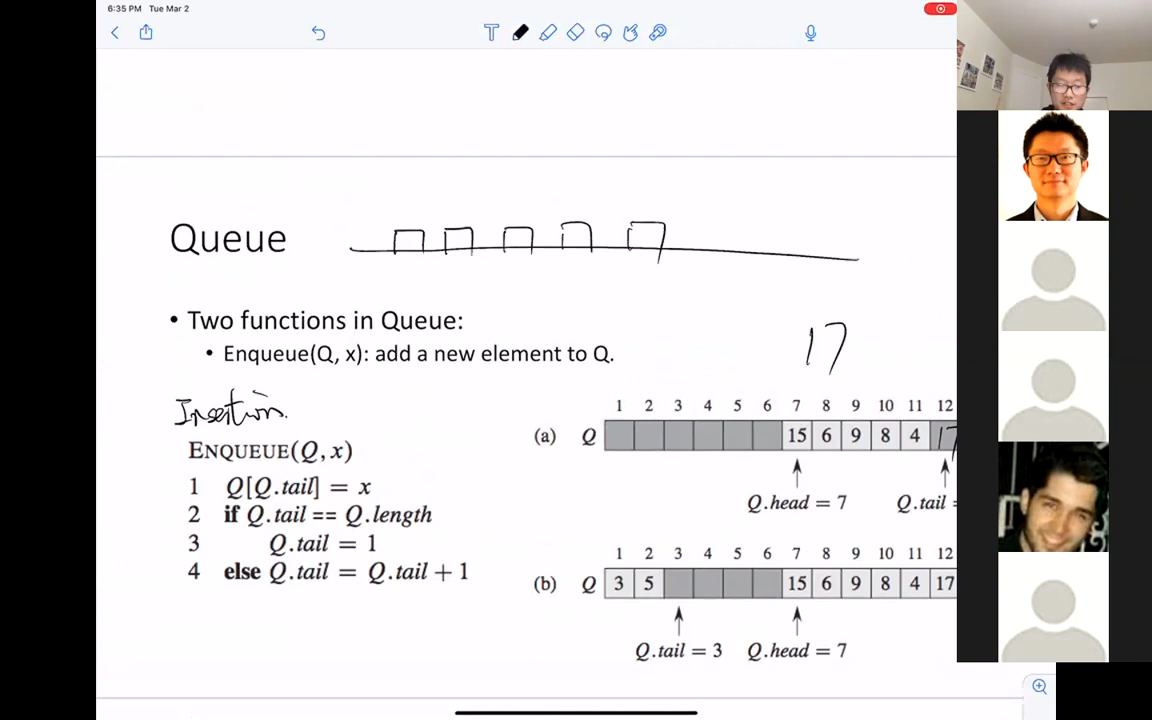 6:35 PM Tue Mar 2
T
Queue
• Two functions in Queue:
• Enqueue(Q, x): add a new element to Q.
17
Insertion.
ENQUEUE(Q, x)
1 Q[Q.tail] = x
2 if Q.tail == Q.length
3 Q.tail = 1
4 else Q.tail = Q.tail + 1
1 2 3 4 5 6 7 8 9 10 11 12
(a) Q 15 6 9 8 4 17
Q.head = 7 Q.tail =
1 2 3 4 5 6 7 8 9 10 11 12
(b) Q 3 5 15 6 9 8 4 17
Q.tail = 3 Q.head = 7